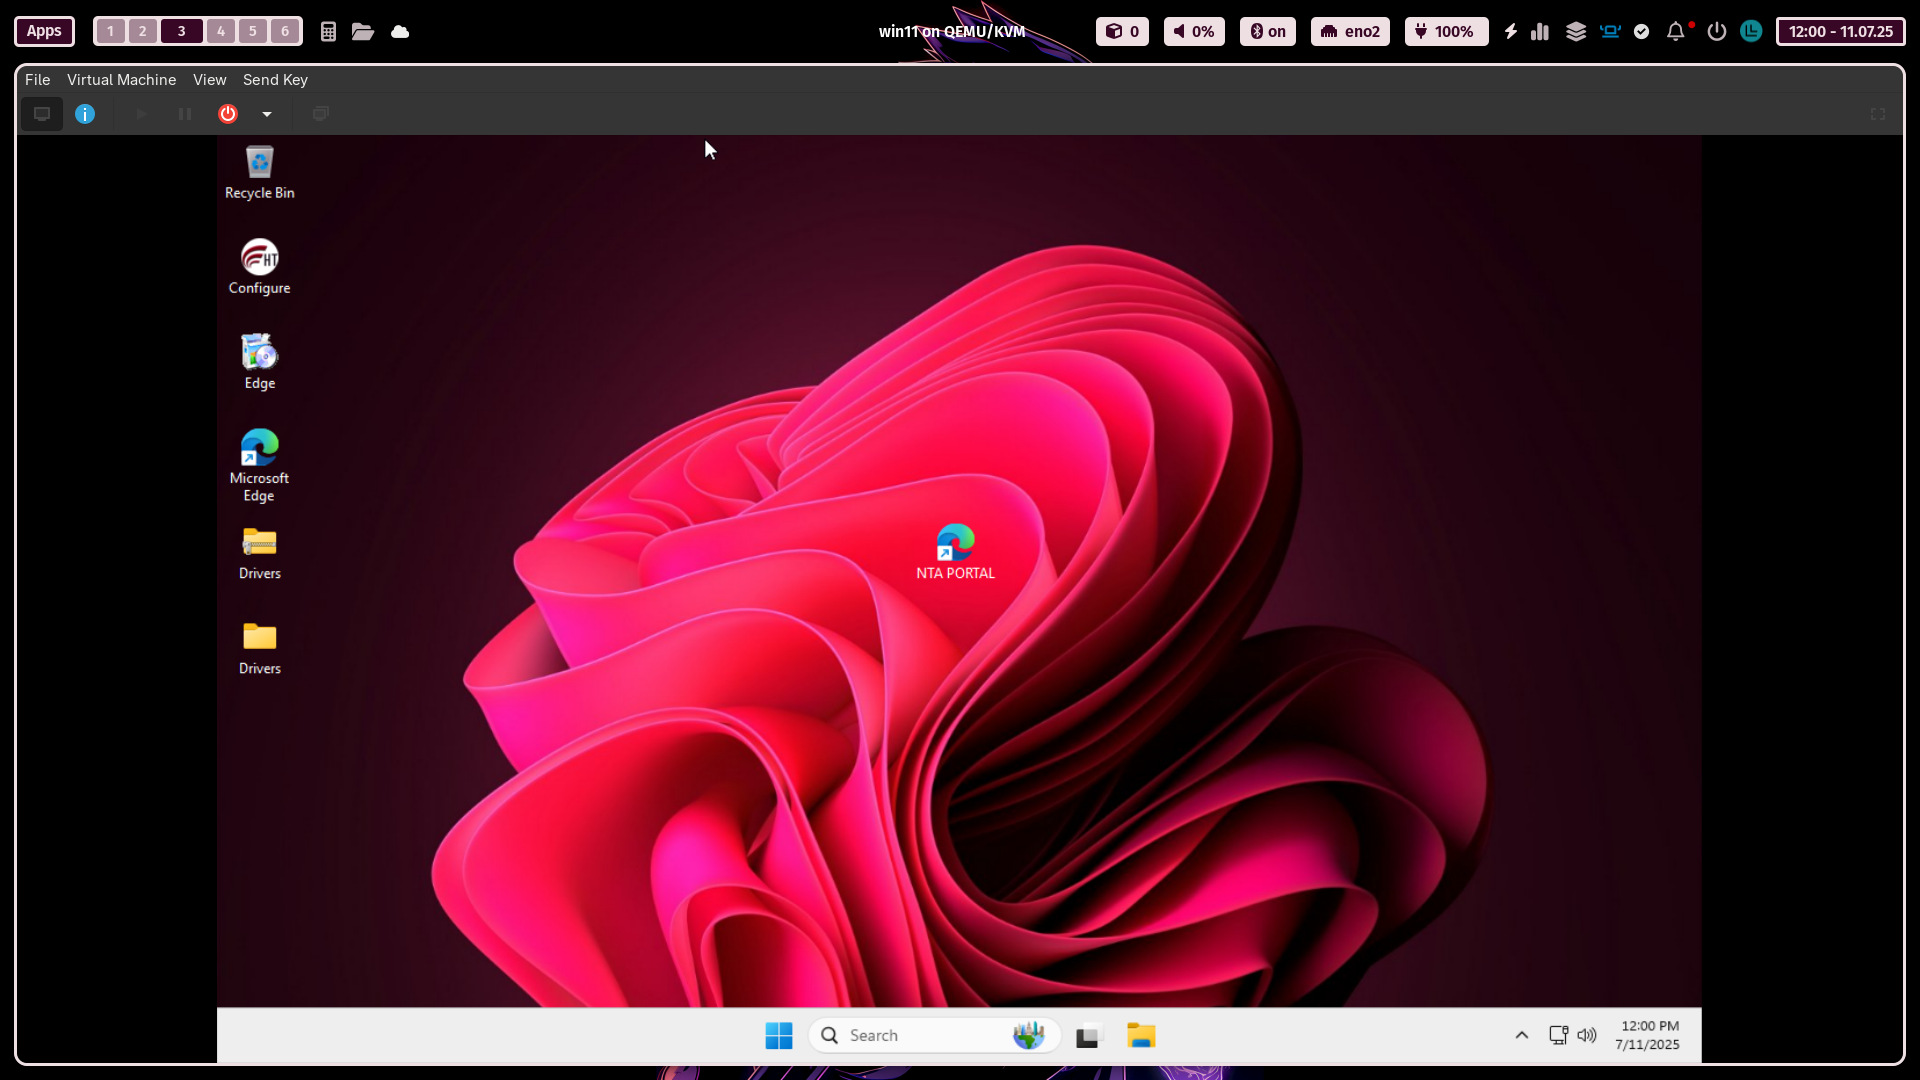 Apps
1 2 3 4 5 6
win11 on QEMU/KVM
0
0%
on
eno2
100%
12:00 - 11.07.25
File Virtual Machine View Send Key
Recycle Bin
HT
Configure
Edge
Microsoft
Edge
Drivers
Drivers
NTA PORTAL
Search
12:00 PM
7/11/2025